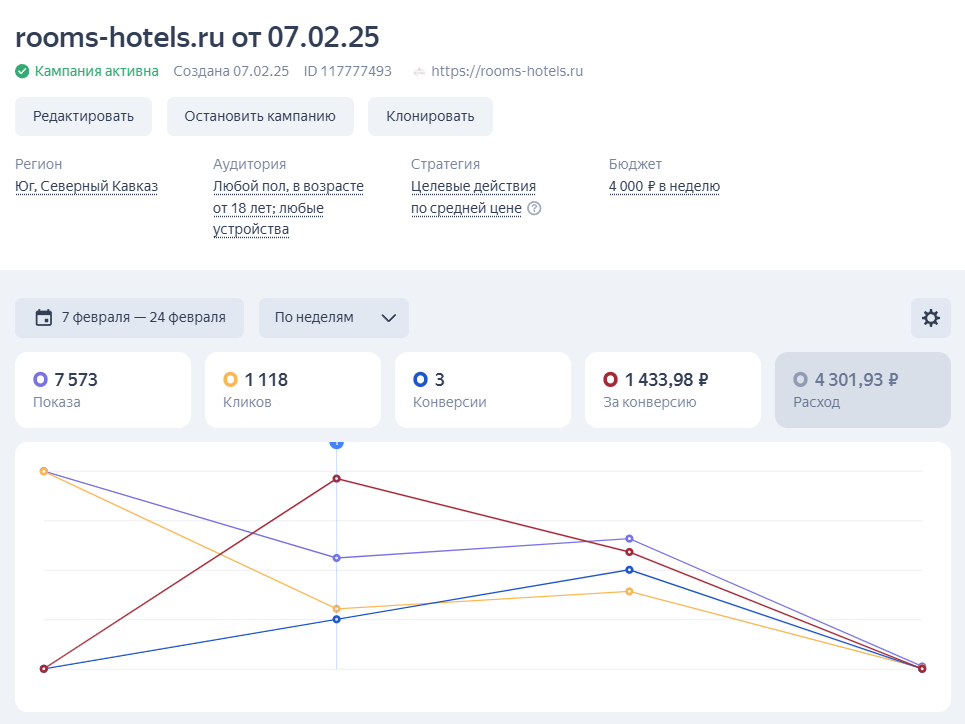 rooms-hotels.ru от 07.02.25
Кампания активна Создана 07.02.25 ID 117777493 https://rooms-hotels.ru
Редактировать Остановить кампанию Клонировать
Регион Аудитория Стратегия Бюджет
Юг, Северный Кавказ Любой пол, в возрасте Целевые действия 4 000 ₽ в неделю
от 18 лет; любые по средней цене ?
устройства
7 февраля — 24 февраля По неделям
7 573 1 118 3 1 433,98 ₽ 4 301,93 ₽
Показа Кликов Конверсии За конверсию Расход